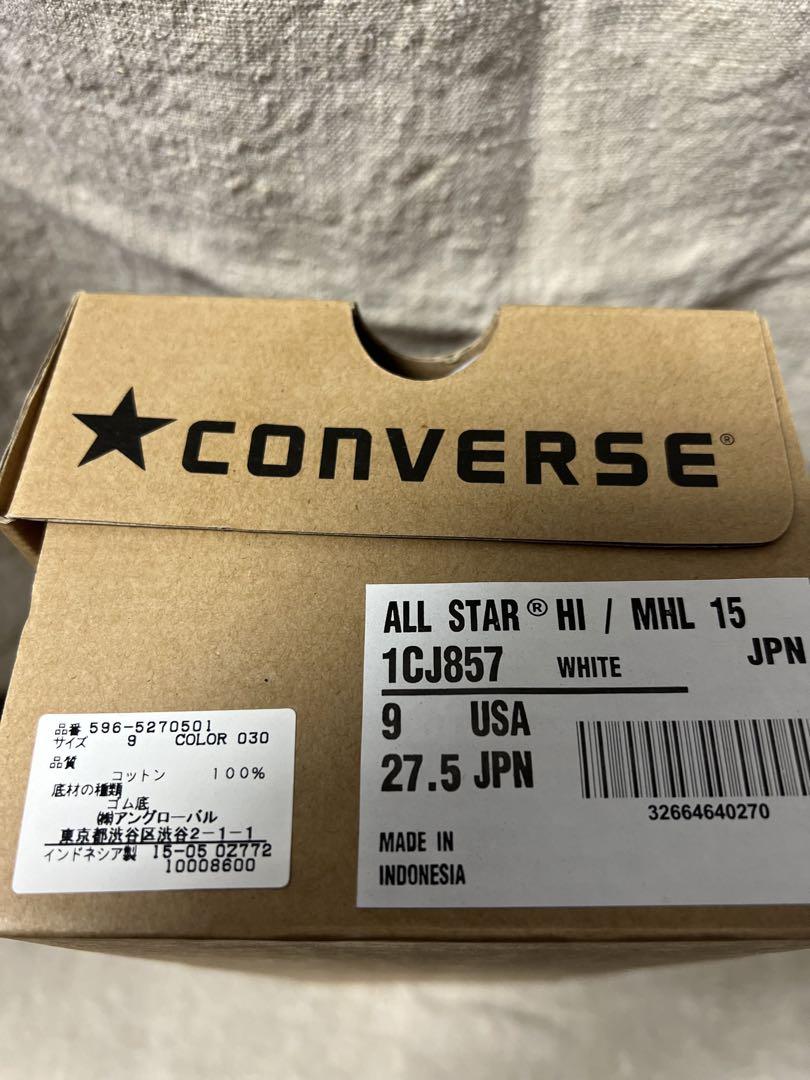 CONVERSE®
ALL STAR® HI / MHL 15
1CJ857 WHITE JPN
9 USA
27.5 JPN
32664640270
MADE IN
INDONESIA
品番 596-5270501
サイズ 9 COLOR 030
品質
コットン 100%
底材の種類
ゴム底
㈱アングローバル
東京都渋谷区渋谷2-1-1
インドネシア製 15-05 0Z772
10008600